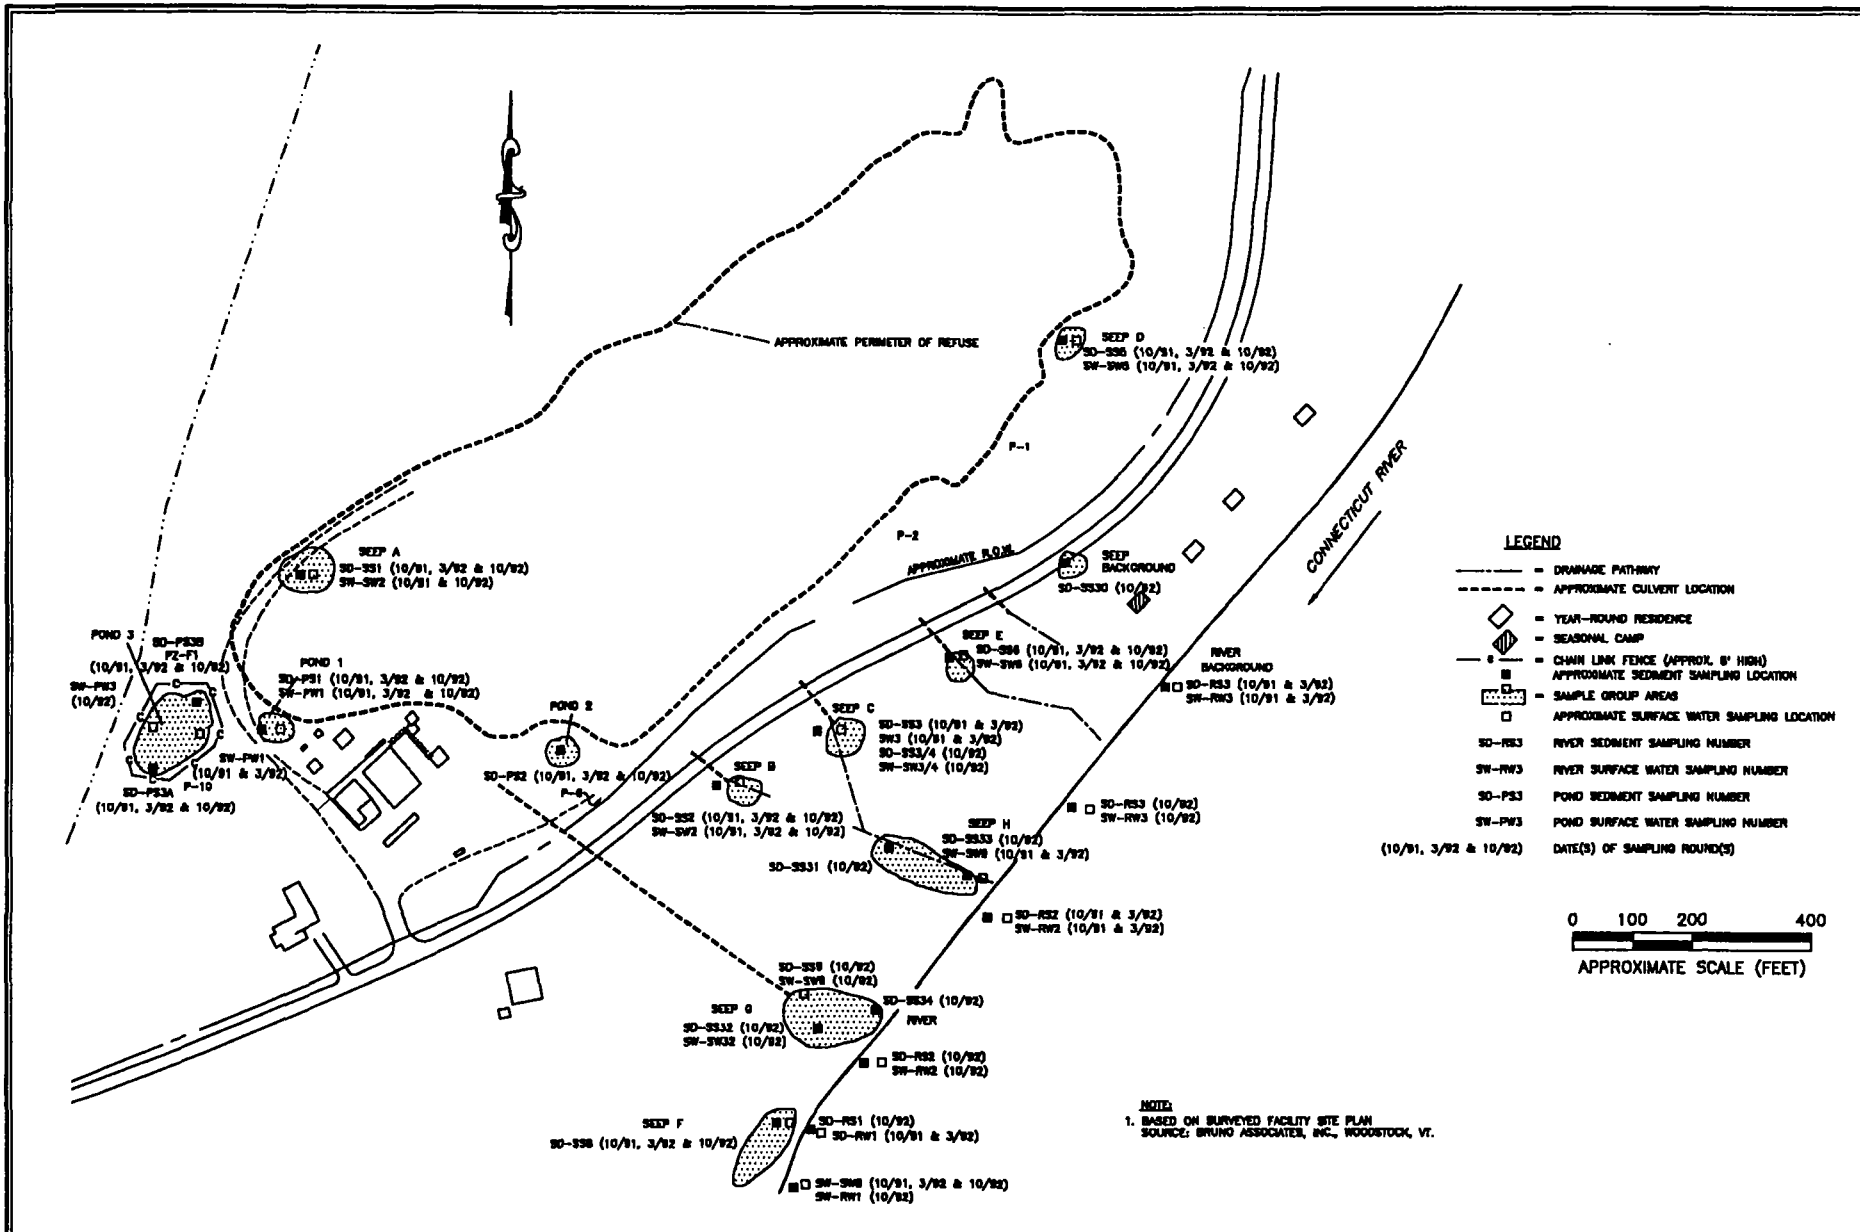 APPROXIMATE PERIMETER OF REFUSE
SEEP D
SD-SS5 (10/91, 3/92 & 10/92)
SW-SW5 (10/91, 3/92 & 10/92)
P-1
P-2
CONNECTICUT RIVER
APPROXIMATE R.O.W.
SEEP
BACKGROUND
SD-SS30 (10/92)
SEEP A
SD-SS1 (10/91, 3/92 & 10/92)
SW-SW2 (10/91 & 10/92)
POND 3
SD-PS3B
PZ-F1
(10/91, 3/92 & 10/92)
SW-PW3
(10/92)
POND 1
SD-PS1 (10/91, 3/92 & 10/92)
SW-PW1 (10/91, 3/92 & 10/92)
SW-PW1
(10/91 & 3/92)
P-10
SD-PS3A
(10/91, 3/92 & 10/92)
POND 2
SD-PS2 (10/91, 3/92 & 10/92)
SEEP E
(10/91, 3/92 & 10/92)
(10/91, 3/92 & 10/92)
RIVER
BACKGROUND
SD-RS3 (10/91 & 3/92)
SW-RW3 (10/91 & 3/92)
SEEP C
SD-SS3 (10/91 & 3/92)
SW3 (10/91 & 3/92)
SD-SS3/4 (10/92)
SW-SW3/4 (10/92)
SEEP B
SD-SS2 (10/91, 3/92 & 10/92)
SW-SW2 (10/91, 3/92 & 10/92)
SD-RS3 (10/92)
SW-RW3 (10/92)
SEEP H
SD-SS33 (10/92)
(10/91 & 3/92)
SD-SS31 (10/92)
SD-RS2 (10/91 & 3/92)
SW-RW2 (10/91 & 3/92)
(10/92)
(10/92)
SEEP G
SD-SS32 (10/92)
SW-SW32 (10/92)
SD-SS34 (10/92)
RIVER
SD-RS2 (10/92)
SW-RW2 (10/92)
SEEP F
(10/91, 3/92 & 10/92)
SD-RS1 (10/92)
SD-RW1 (10/91 & 3/92)
(10/91, 3/92 & 10/92)
SW-RW1 (10/92)
LEGEND
= DRAINAGE PATHWAY
= APPROXIMATE CULVERT LOCATION
= YEAR-ROUND RESIDENCE
= SEASONAL CAMP
= CHAIN LINK FENCE (APPROX. 6' HIGH)
APPROXIMATE SEDIMENT SAMPLING LOCATION
= SAMPLE GROUP AREAS
APPROXIMATE SURFACE WATER SAMPLING LOCATION
SD-RS3 RIVER SEDIMENT SAMPLING NUMBER
SW-RW3 RIVER SURFACE WATER SAMPLING NUMBER
SD-PS3 POND SEDIMENT SAMPLING NUMBER
SW-PW3 POND SURFACE WATER SAMPLING NUMBER
(10/91, 3/92 & 10/92) DATE(S) OF SAMPLING ROUND(S)
0 100 200 400
APPROXIMATE SCALE (FEET)
NOTE:
1. BASED ON SURVEYED FACILITY SITE PLAN
SOURCE: BRUNO ASSOCIATES, INC., WOODSTOCK, VT.